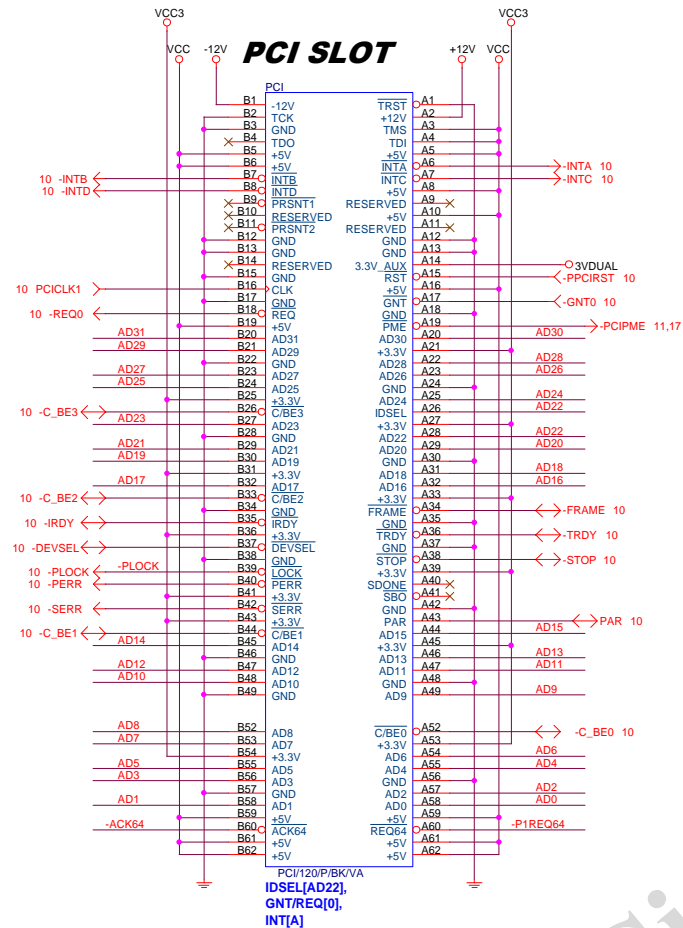 VCC3
VCC3
VCC
-12V
PCI SLOT
+12V
VCC
PCI
B1 -12V TRST A1
B2 TCK +12V A2
B3 GND TMS A3
B4 TDO TDI A4
B5 +5V +5V A5
B6 +5V INTA A6 -INTA 10
10 -INTB B7 INTB INTC A7 -INTC 10
10 -INTD B8 INTD +5V A8
B9 PRSNT1 RESERVED A9
B10 RESERVED +5V A10
B11 PRSNT2 RESERVED A11
B12 GND GND A12
B13 GND GND A13
B14 RESERVED 3.3V_AUX A14 3VDUAL
B15 GND RST A15 -PPCIRST 10
10 PCICLK1 B16 CLK +5V A16
B17 GND GNT A17 -GNT0 10
10 -REQ0 B18 REQ GND A18
B19 +5V PME A19 -PCIPME 11,17
AD31 B20 AD31 AD30 A20 AD30
AD29 B21 AD29 +3.3V A21
B22 GND AD28 A22 AD28
AD27 B23 AD27 AD26 A23 AD26
AD25 B24 AD25 GND A24
B25 +3.3V AD24 A25 AD24
10 -C_BE3 B26 C/BE3 IDSEL A26 AD22
AD23 B27 AD23 +3.3V A27
B28 GND AD22 A28 AD22
AD21 B29 AD21 AD20 A29 AD20
AD19 B30 AD19 GND A30
B31 +3.3V AD18 A31 AD18
AD17 B32 AD17 AD16 A32 AD16
10 -C_BE2 B33 C/BE2 +3.3V A33
B34 GND FRAME A34 -FRAME 10
10 -IRDY B35 IRDY GND A35
B36 +3.3V TRDY A36 -TRDY 10
10 -DEVSEL B37 DEVSEL GND A37
B38 GND STOP A38 -STOP 10
10 -PLOCK -PLOCK B39 LOCK +3.3V A39
10 -PERR B40 PERR SDONE A40
B41 +3.3V SBO A41
10 -SERR B42 SERR GND A42
B43 +3.3V PAR A43 PAR 10
10 -C_BE1 B44 C/BE1 AD15 A44 AD15
AD14 B45 AD14 +3.3V A45
B46 GND AD13 A46 AD13
AD12 B47 AD12 AD11 A47 AD11
AD10 B48 AD10 GND A48
B49 GND AD9 A49 AD9
AD8 B52 AD8 C/BE0 A52 -C_BE0 10
AD7 B53 AD7 +3.3V A53
B54 +3.3V AD6 A54 AD6
AD5 B55 AD5 AD4 A55 AD4
AD3 B56 AD3 GND A56
B57 GND AD2 A57 AD2
AD1 B58 AD1 AD0 A58 AD0
B59 +5V +5V A59
-ACK64 B60 ACK64 REQ64 A60 -P1REQ64
B61 +5V +5V A61
B62 +5V +5V A62
PCI/120/P/BK/VA
IDSEL[AD22],
GNT/REQ[0],
INT[A]